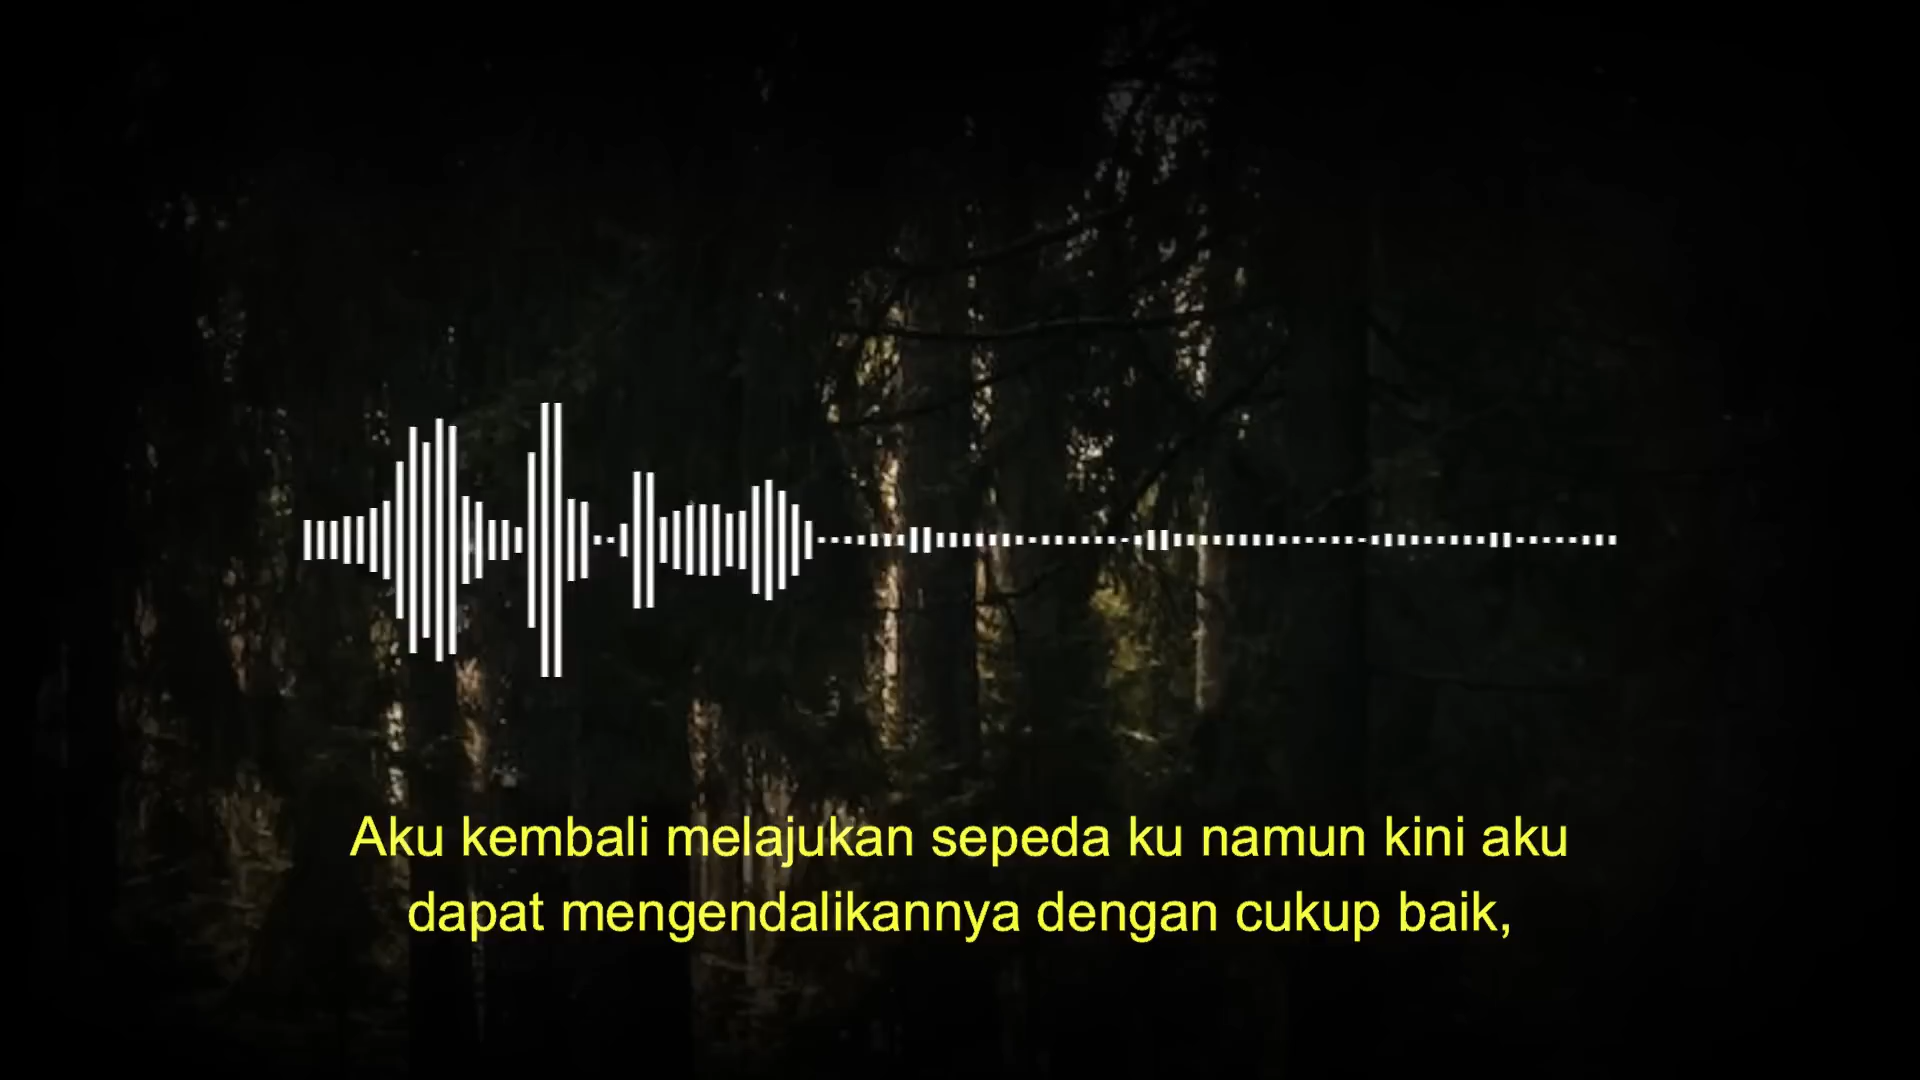 Aku kembali melajukan sepeda ku namun kini aku
dapat mengendalikannya dengan cukup baik,